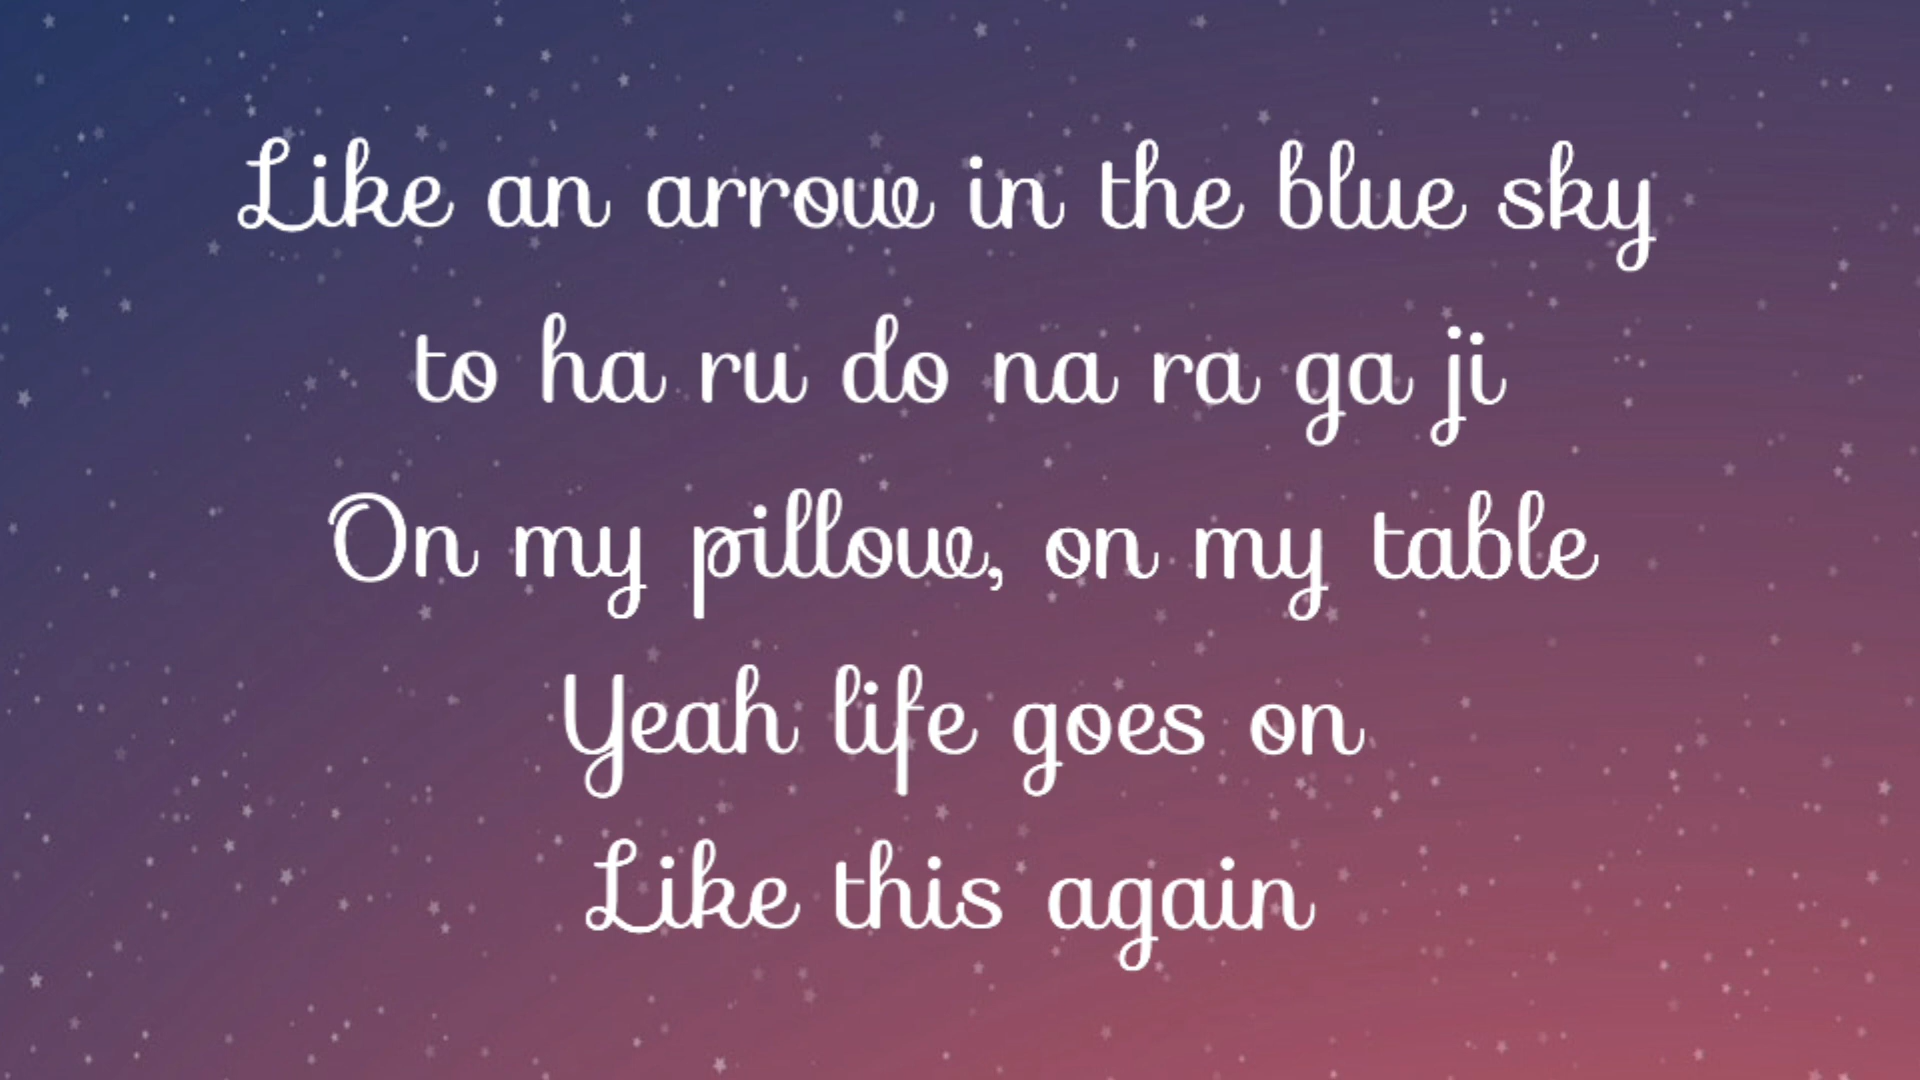 Like an arrow in the blue sky
to ha ru do na ra ga ji
On my pillow, on my table
Yeah life goes on
Like this again